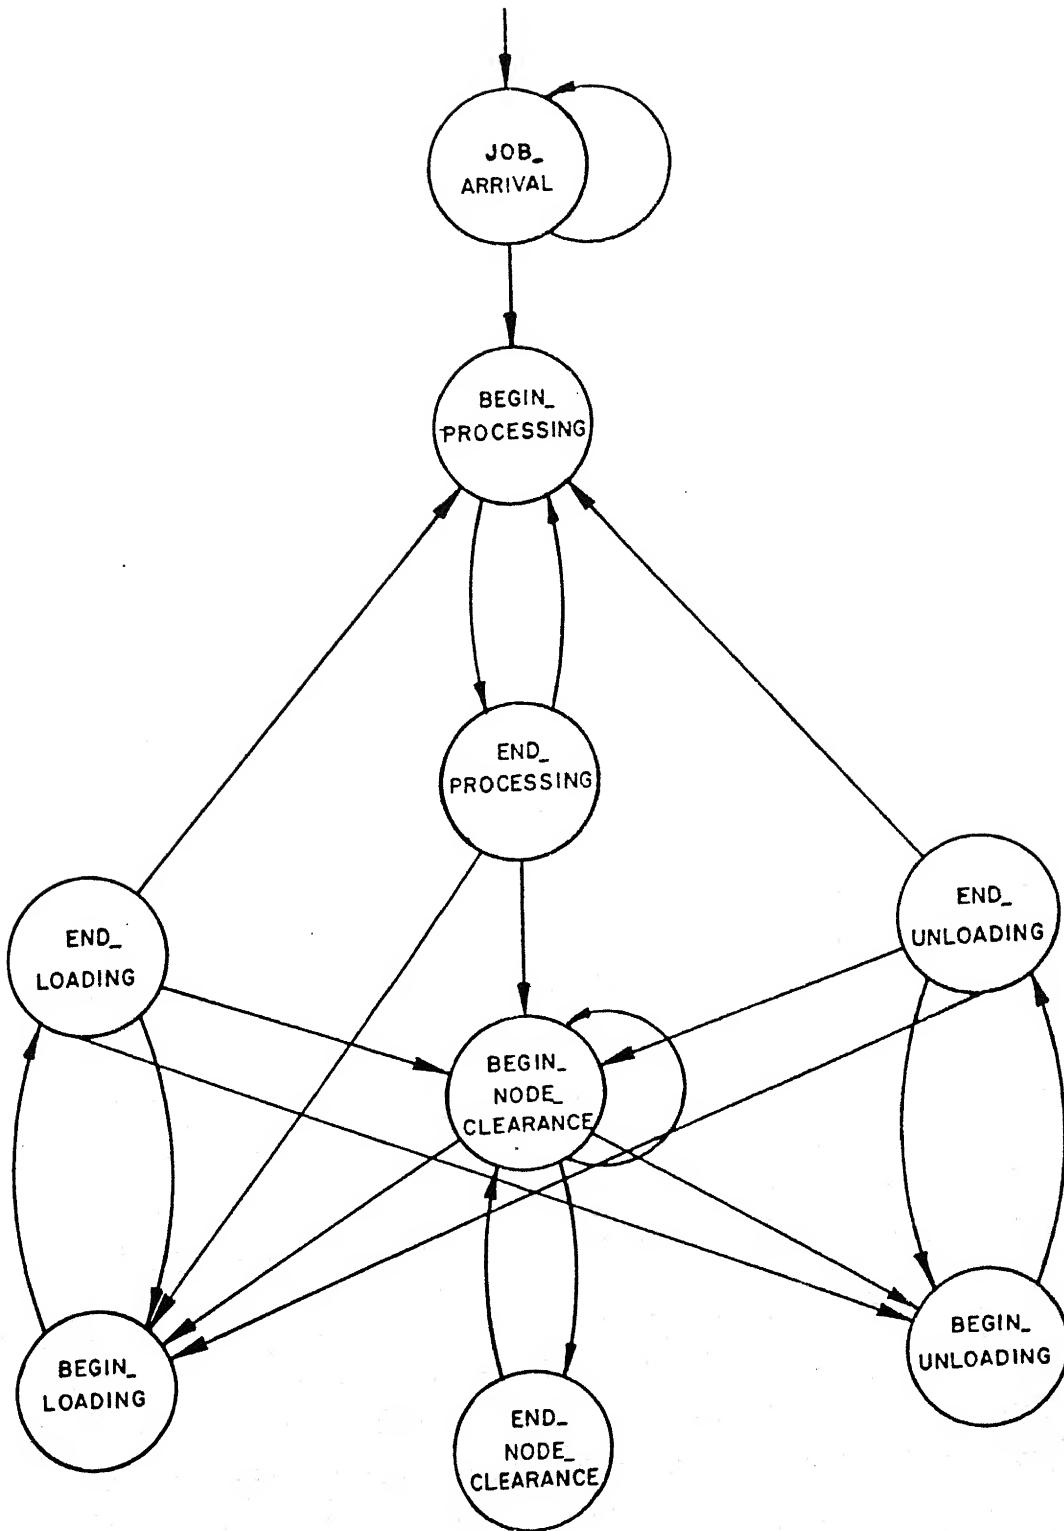 JOB_
ARRIVAL
BEGIN_
PROCESSING
END_
PROCESSING
END_
LOADING
END_
UNLOADING
BEGIN_
NODE_
CLEARANCE
BEGIN_
LOADING
BEGIN_
UNLOADING
END_
NODE_
CLEARANCE